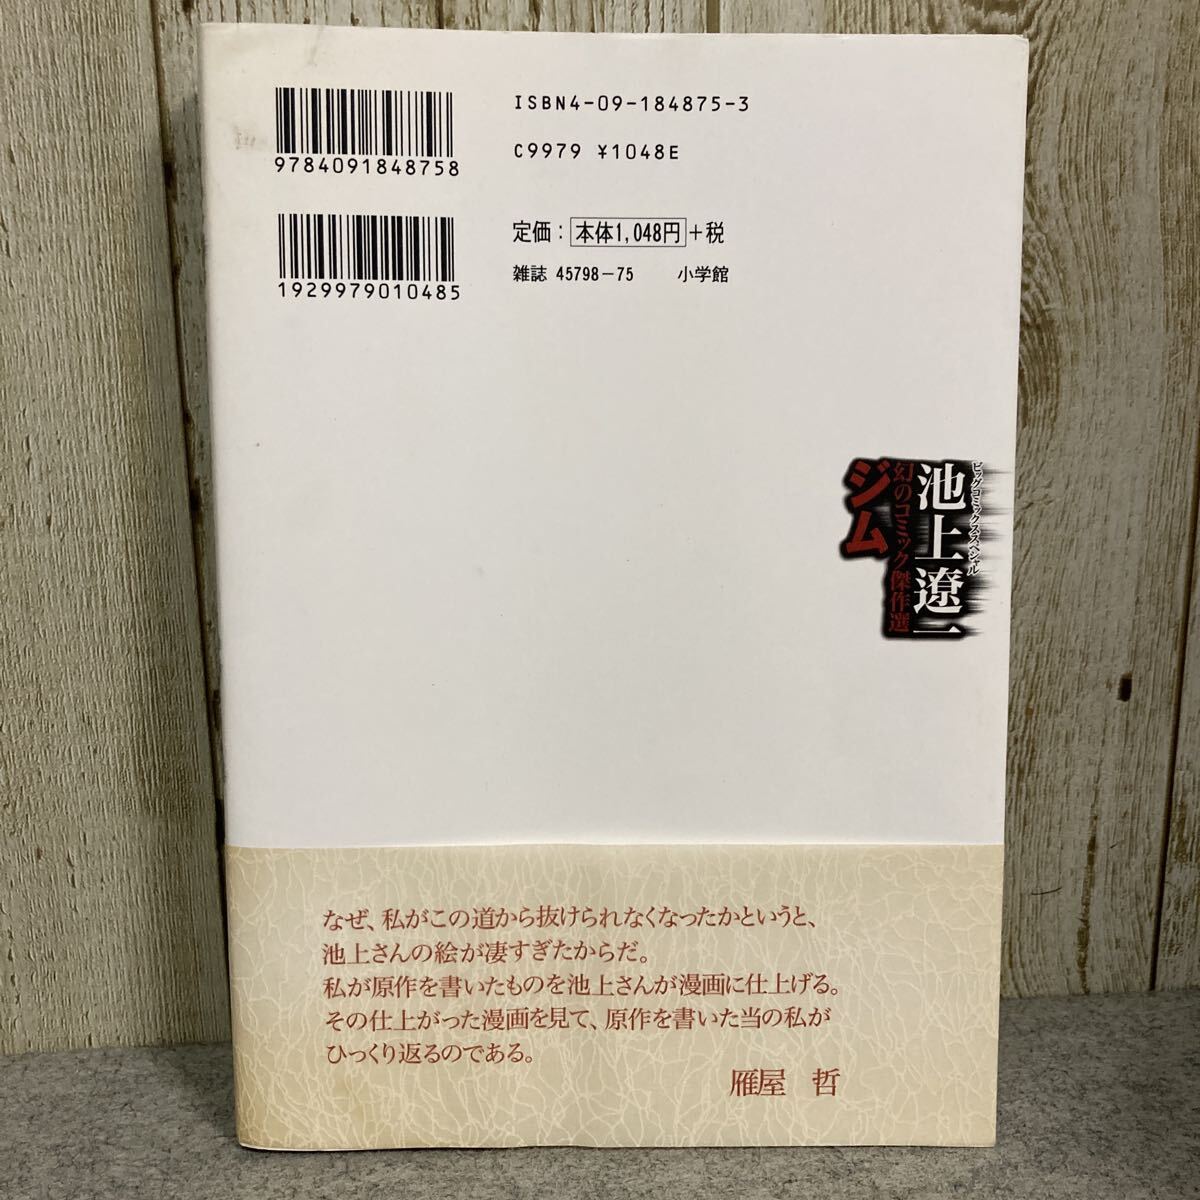 ISBN4-09-184875-3
C9979 ¥1048E
9784091848758
定価：本体1,048円+税
雑誌 45798-75 小学館
1929979010485
ビッグコミックススペシャル
池上遼一
幻のコミック傑作選
ジム
なぜ、私がこの道から抜けられなくなったかというと、
池上さんの絵が凄すぎたからだ。
私が原作を書いたものを池上さんが漫画に仕上げる。
その仕上がった漫画を見て、原作を書いた当の私が
ひっくり返るのである。
雁屋 哲